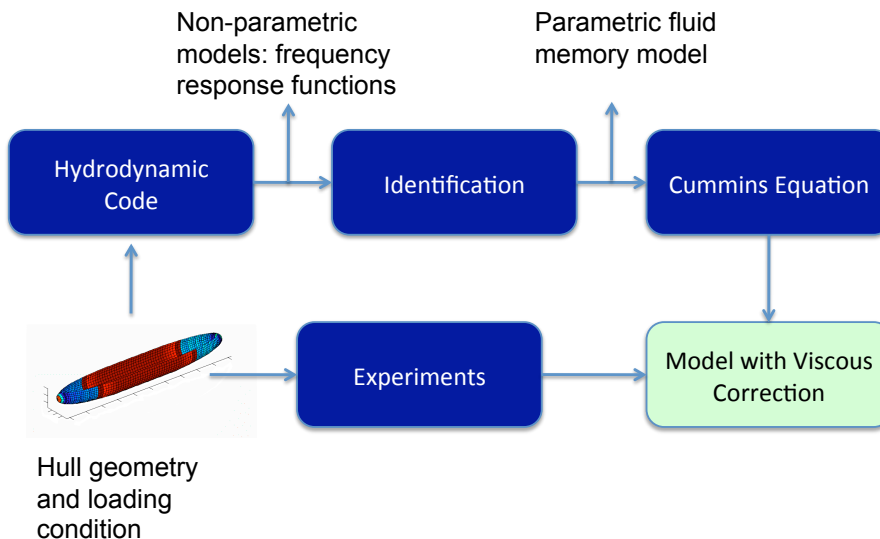 Non-parametric
models: frequency
response functions
Parametric fluid
memory model
Hydrodynamic
Code
Identification
Cummins Equation
Experiments
Model with Viscous
Correction
Hull geometry
and loading
condition